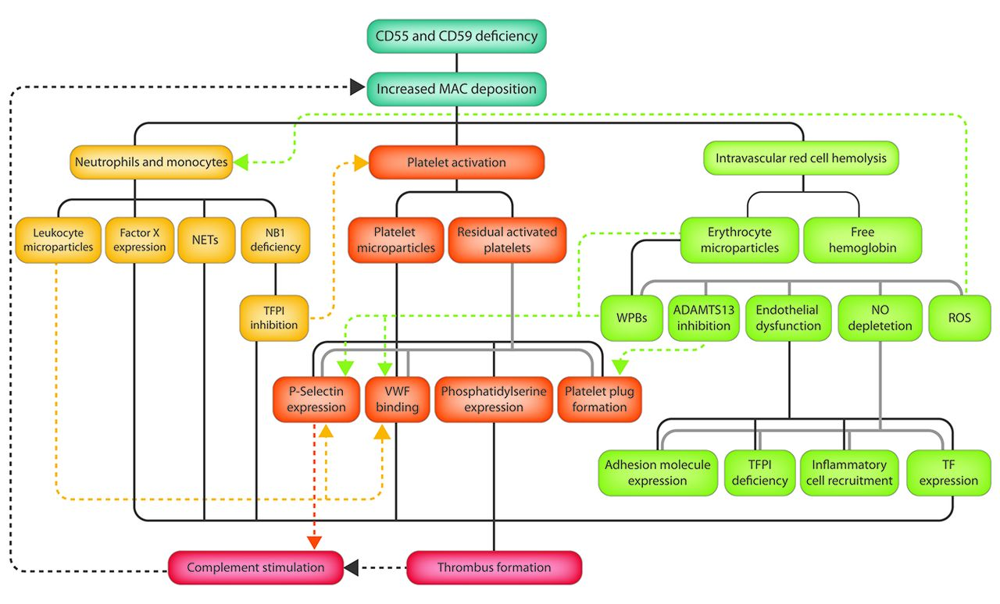 CD55 and CD59 deficiency
Increased MAC deposition
Neutrophils and monocytes
Platelet activation
Intravascular red cell hemolysis
Leukocyte
microparticles
Factor X
expression
NETs
NB1
deficiency
Platelet
microparticles
Residual activated
platelets
Erythrocyte
microparticles
Free
hemoglobin
TFPI
inhibition
WPBs
ADAMTS13
inhibition
Endothelial
dysfunction
NO
depletetion
ROS
P-Selectin
expression
VWF
binding
Phosphatidylserine
expression
Platelet plug
formation
Adhesion molecule
expression
TFPI
deficiency
Inflammatory
cell recruitment
TF
expression
Complement stimulation
Thrombus formation